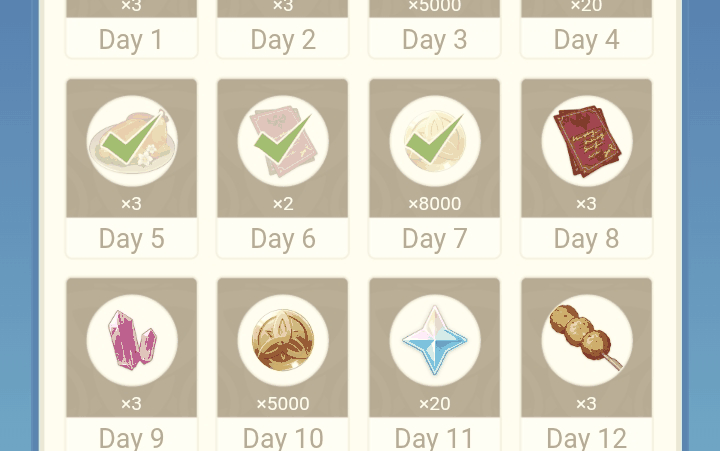 ×3 ×3 ×5000 ×20
Day 1 Day 2 Day 3 Day 4
×3 ×2 ×8000 ×3
Day 5 Day 6 Day 7 Day 8
×3 ×5000 ×20 ×3
Day 9 Day 10 Day 11 Day 12